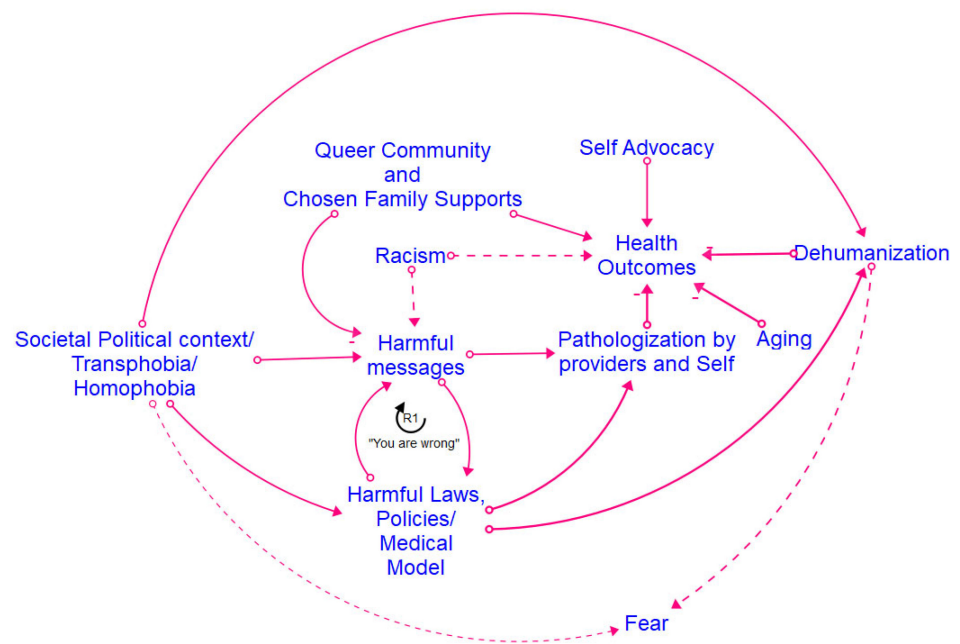 Queer Community
and
Chosen Family Supports
Self Advocacy
Racism
Health
Outcomes
-
Dehumanization
-
-
Societal Political context/
Transphobia/
Homophobia
-
Harmful
messages
Pathologization by
providers and Self
Aging
R1
"You are wrong"
Harmful Laws,
Policies/
Medical
Model
Fear